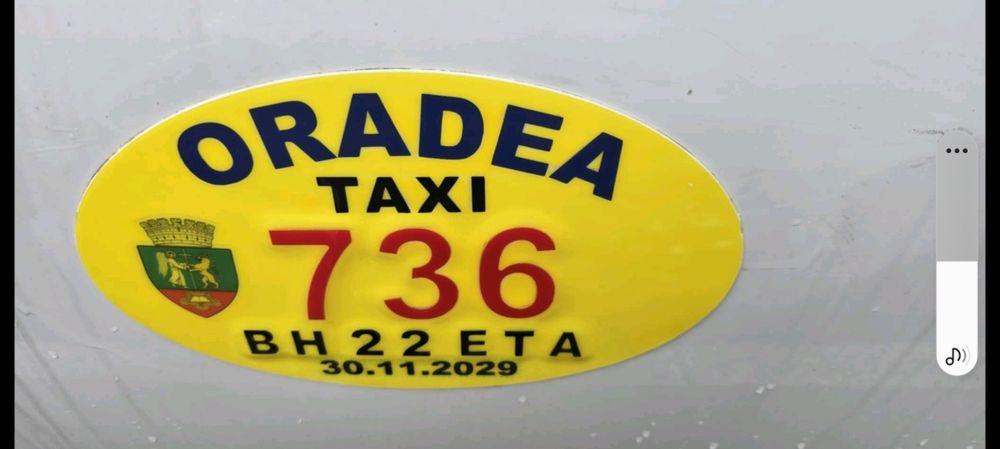 ORADEA
TAXI
736
BH 22 ETA
30.11.2029